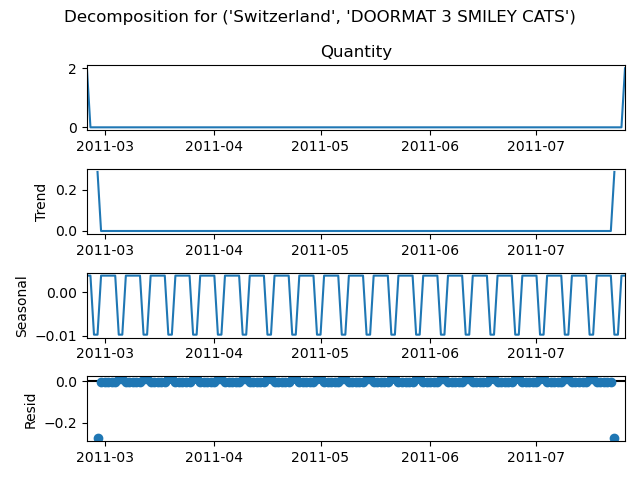 Decomposition for ('Switzerland', 'DOORMAT 3 SMILEY CATS')
Quantity
2
0
2011-03 2011-04 2011-05 2011-06 2011-07
Trend
0.2
0.0
2011-03 2011-04 2011-05 2011-06 2011-07
Seasonal
0.00
−0.01
2011-03 2011-04 2011-05 2011-06 2011-07
Resid
0.0
−0.2
2011-03 2011-04 2011-05 2011-06 2011-07